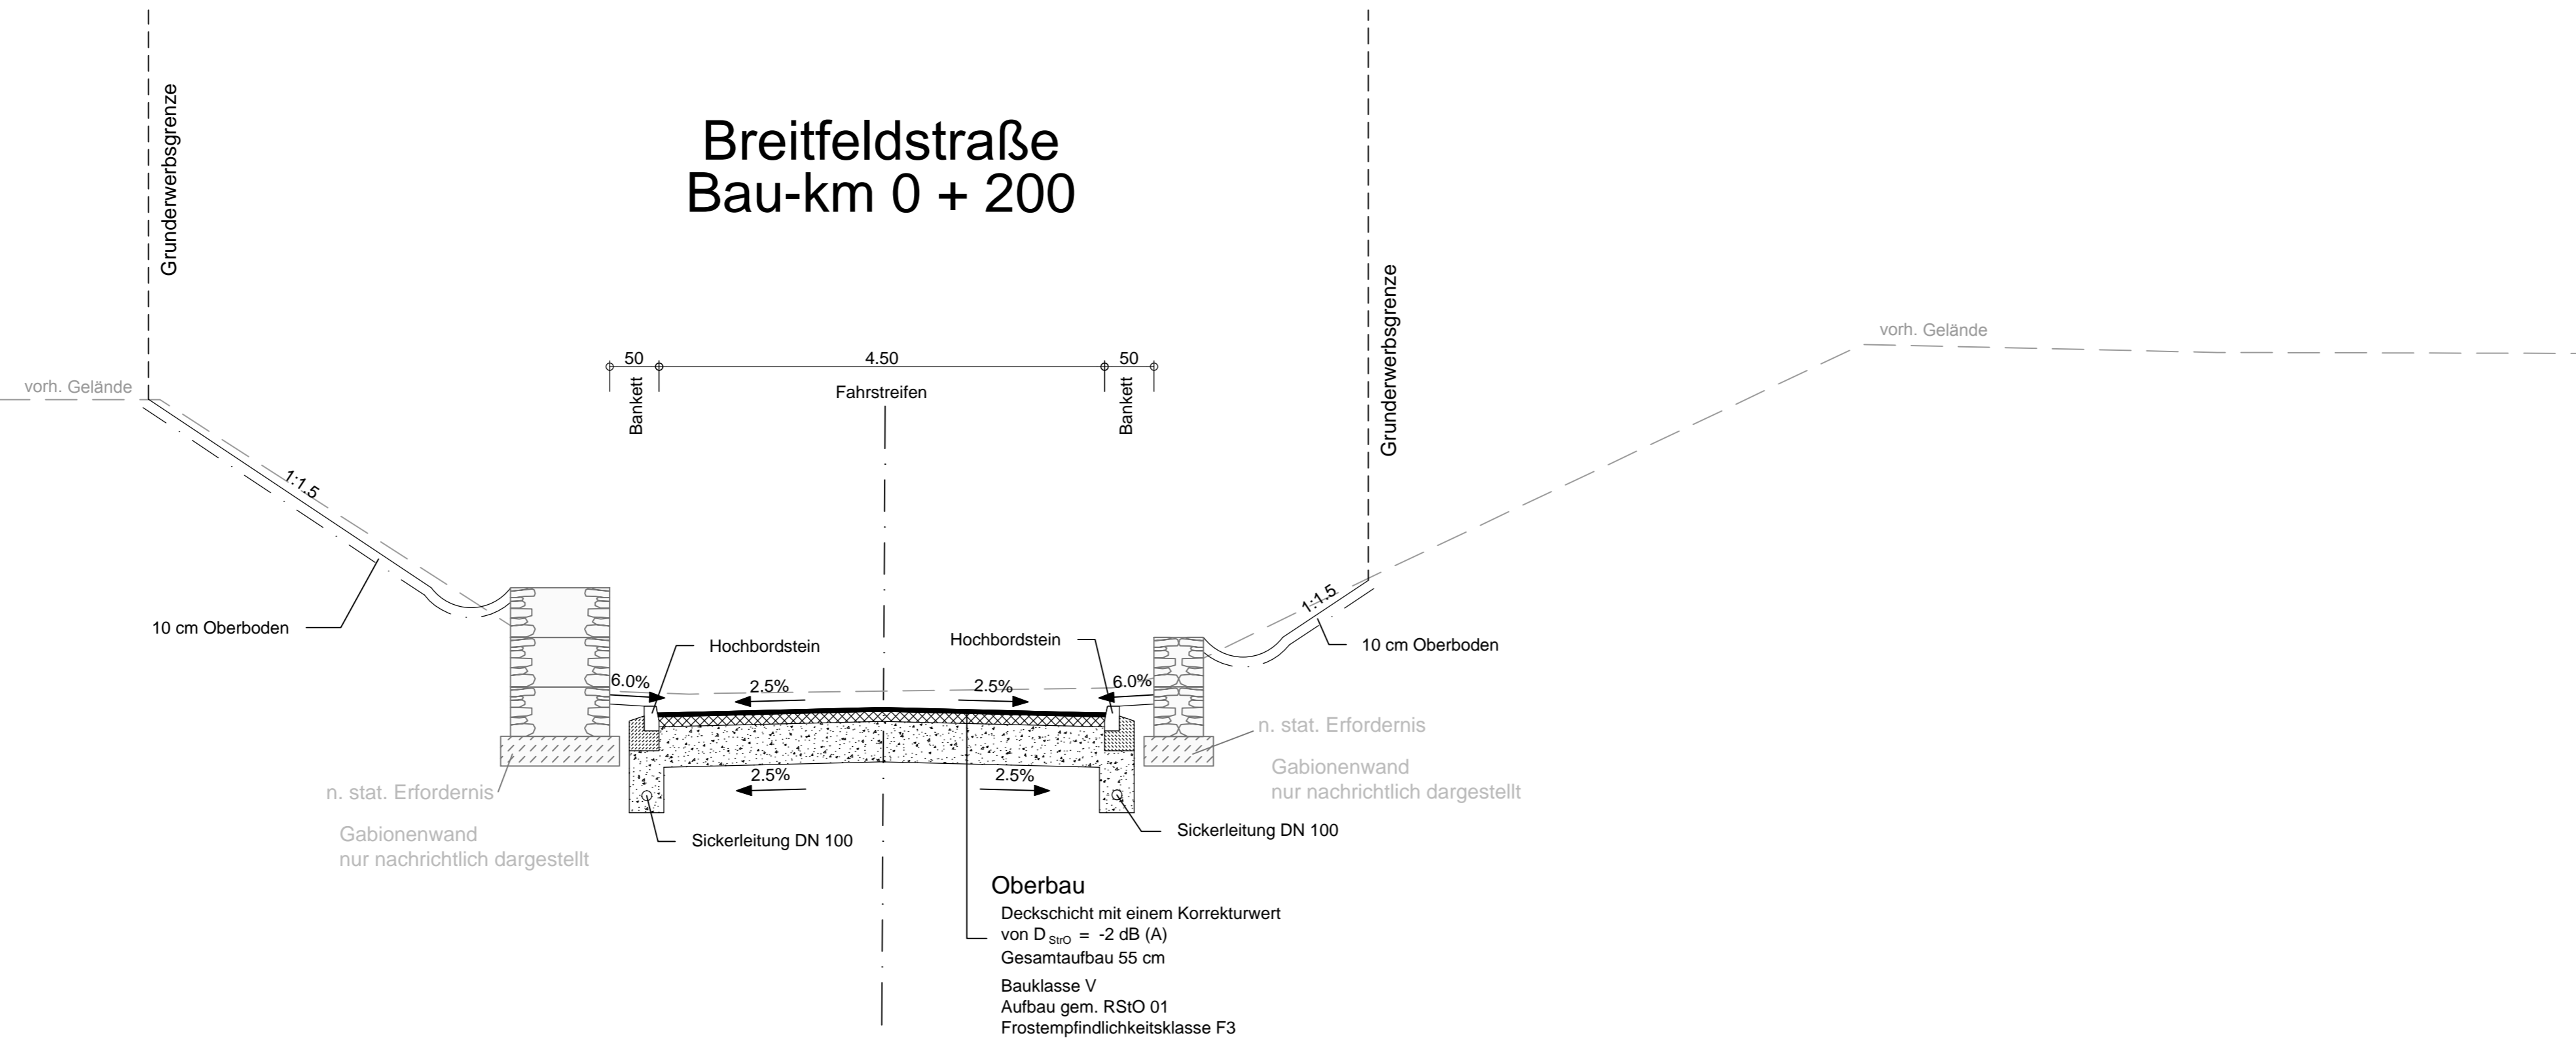 Breitfeldstraße
Bau-km 0 + 200
Grunderwerbsgrenze
Grunderwerbsgrenze
vorh. Gelände
vorh. Gelände
50
4.50
50
Bankett
Fahrstreifen
Bankett
1:1.5
1:1.5
10 cm Oberboden
Hochbordstein
Hochbordstein
10 cm Oberboden
6.0%
2.5%
2.5%
6.0%
n. stat. Erfordernis
Gabionenwand
nur nachrichtlich dargestellt
2.5%
2.5%
n. stat. Erfordernis
Gabionenwand
nur nachrichtlich dargestellt
Sickerleitung DN 100
Sickerleitung DN 100
Oberbau
Deckschicht mit einem Korrekturwert
von D StrO = -2 dB (A)
Gesamtaufbau 55 cm
Bauklasse V
Aufbau gem. RStO 01
Frostempfindlichkeitsklasse F3